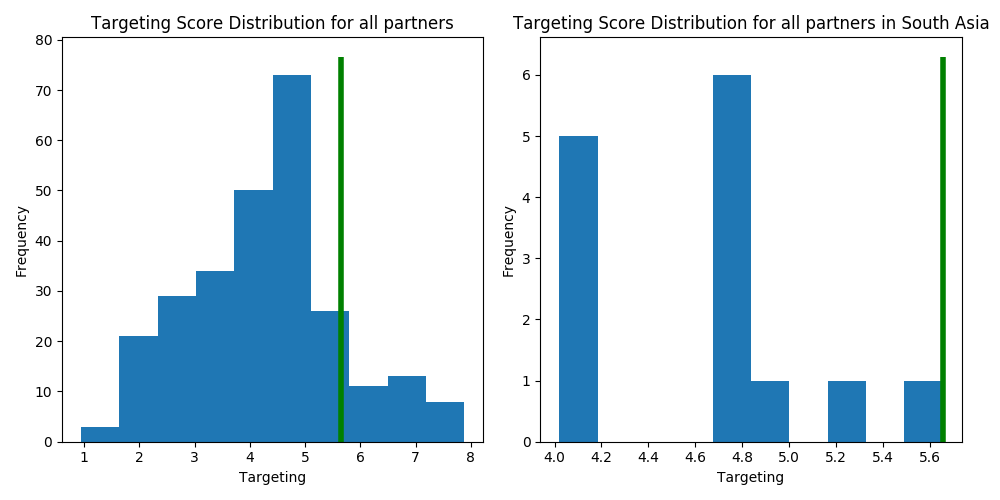 Targeting Score Distribution for all partners
80
70
60
50
40
30
20
10
0
Frequency
1 2 3 4 5 6 7 8
Targeting
Targeting Score Distribution for all partners in South Asia
6
5
4
3
2
1
0
Frequency
4.0 4.2 4.4 4.6 4.8 5.0 5.2 5.4 5.6
Targeting